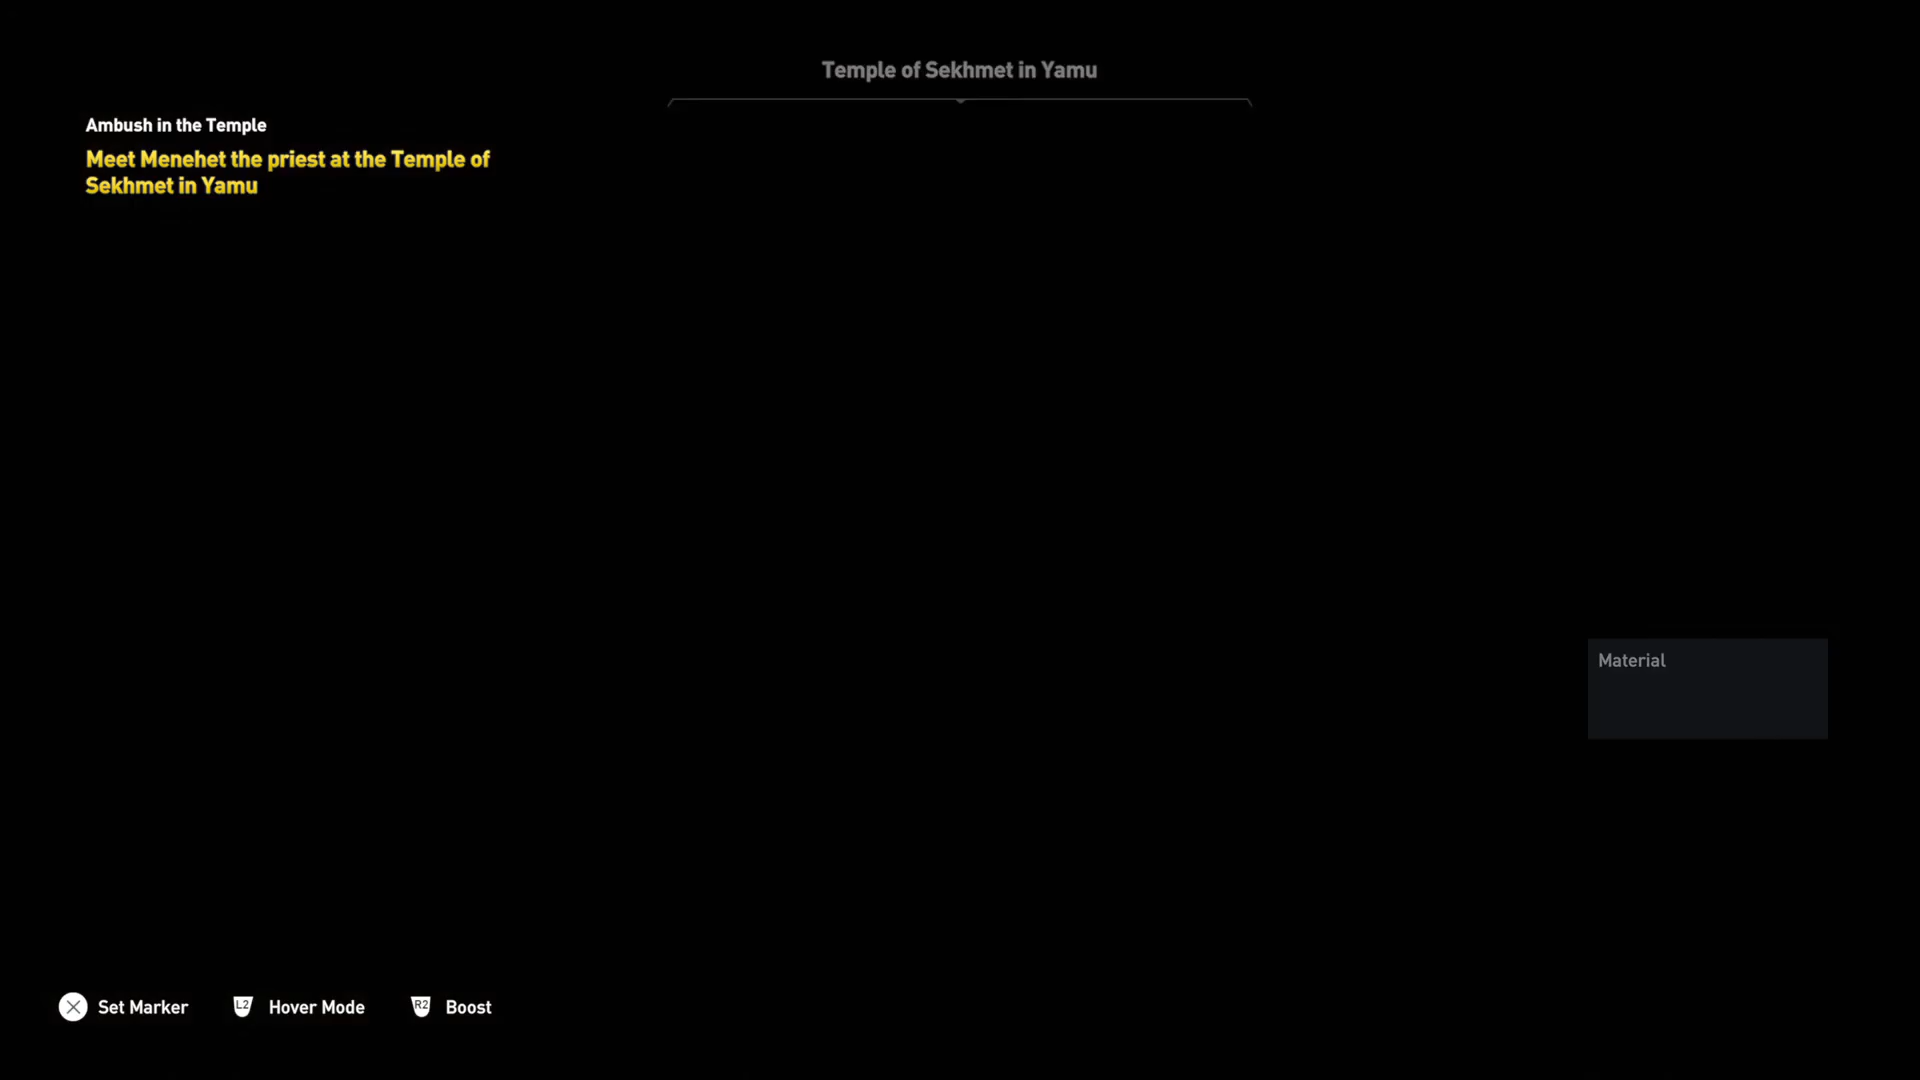 Temple of Sekhmet in Yamu
Ambush in the Temple
Meet Menehet the priest at the Temple of
Sekhmet in Yamu
Material
Set Marker
L2
Hover Mode
R2
Boost